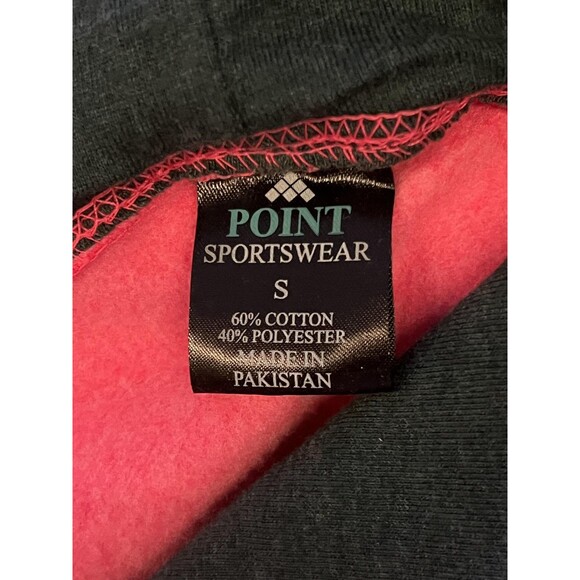 POINT
SPORTSWEAR
S
60% COTTON
40% POLYESTER
MADE IN
PAKISTAN